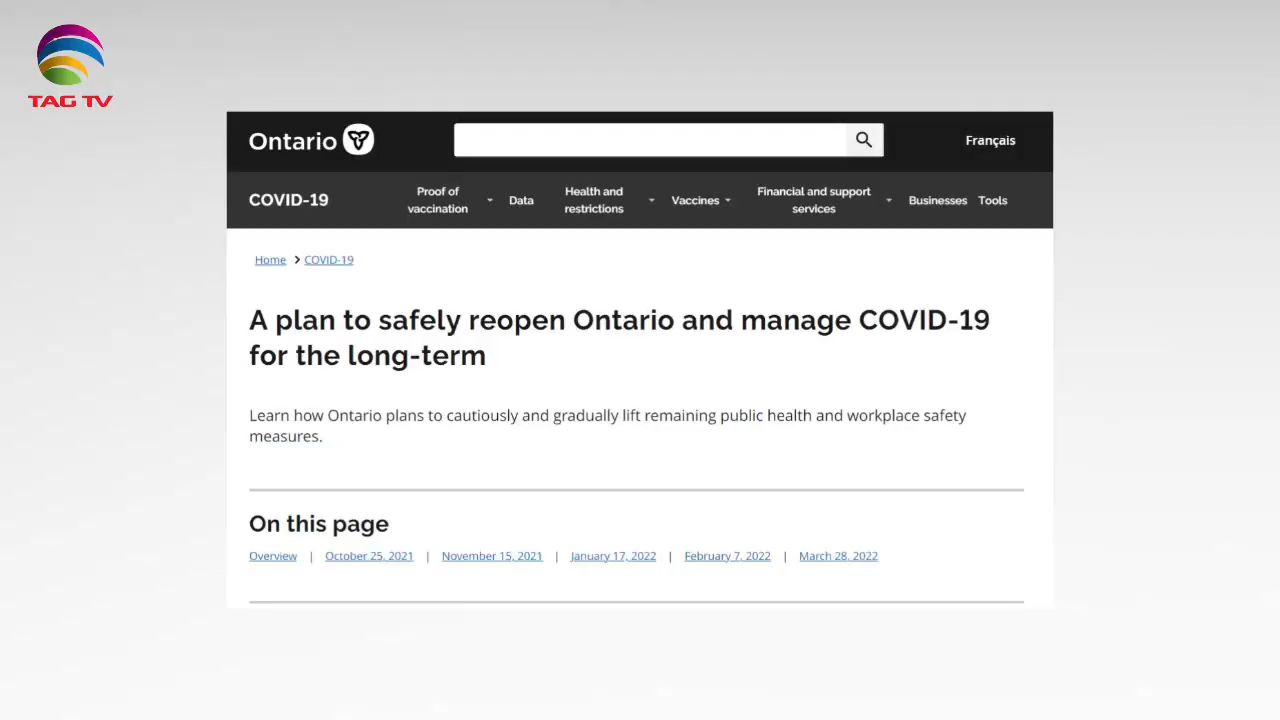 TAG TV
Ontario
Français
COVID-19
Proof of
vaccination
Data
Health and
restrictions
Vaccines
Financial and support
services
Businesses
Tools
Home > COVID-19
A plan to safely reopen Ontario and manage COVID-19
for the long-term
Learn how Ontario plans to cautiously and gradually lift remaining public health and workplace safety
measures.
On this page
Overview | October 25, 2021 | November 15, 2021 | January 17, 2022 | February 7, 2022 | March 28, 2022